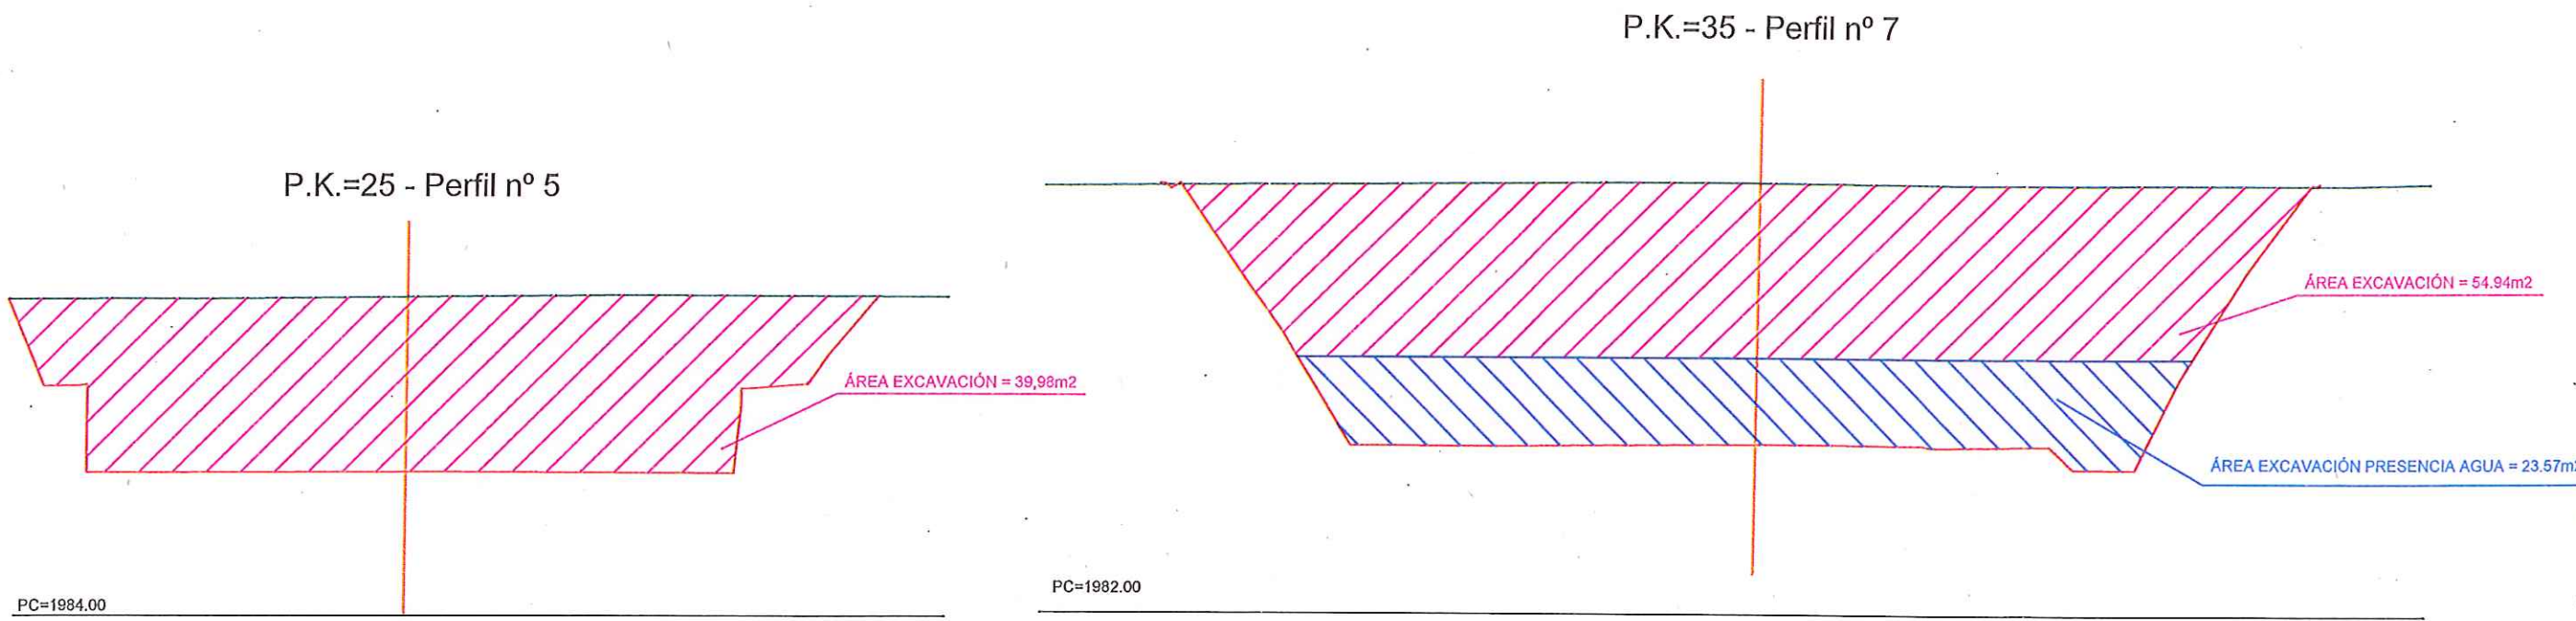 P.K.=25 - Perfil nº 5
ÁREA EXCAVACIÓN = 39,98m2
PC=1984.00
P.K.=35 - Perfil nº 7
ÁREA EXCAVACIÓN = 54.94m2
ÁREA EXCAVACIÓN PRESENCIA AGUA = 23.57m2
PC=1982.00